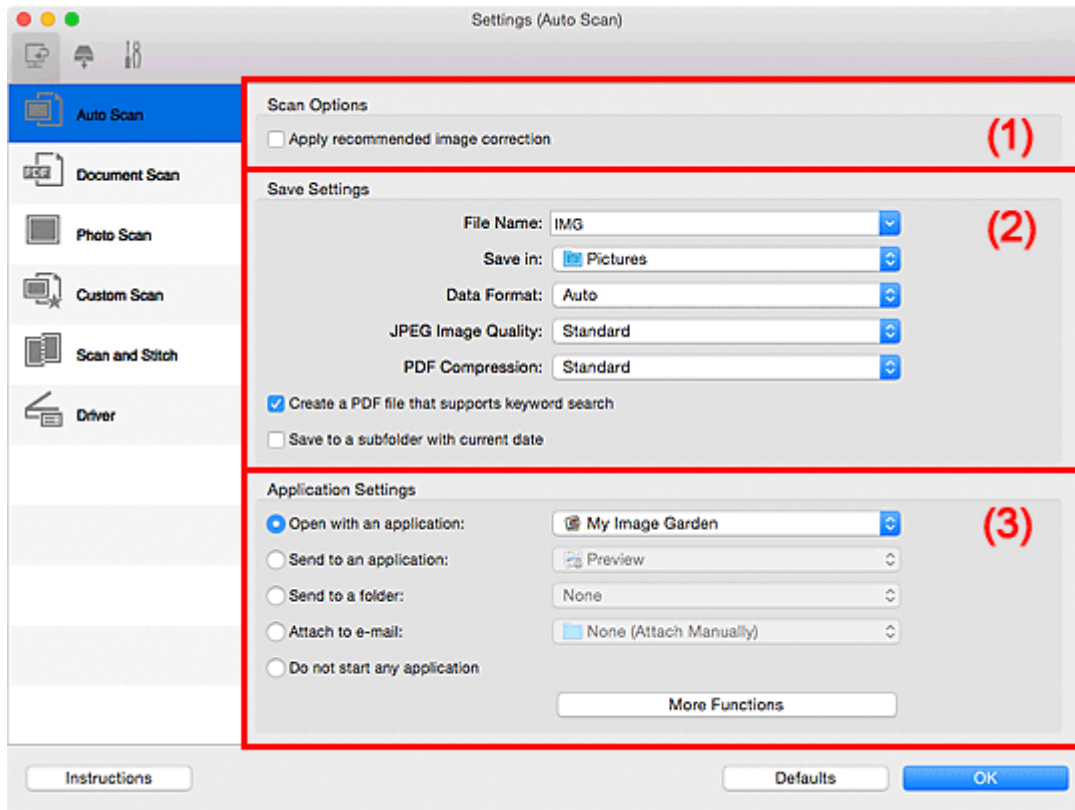 Settings (Auto Scan)
Auto Scan
Document Scan
Photo Scan
Custom Scan
Scan and Stitch
Driver
Scan Options
Apply recommended image correction
(1)
Save Settings
(2)
File Name: IMG
Save in: Pictures
Data Format: Auto
JPEG Image Quality: Standard
PDF Compression: Standard
Create a PDF file that supports keyword search
Save to a subfolder with current date
Application Settings
(3)
Open with an application: My Image Garden
Send to an application: Preview
Send to a folder: None
Attach to e-mail: None (Attach Manually)
Do not start any application
More Functions
Instructions
Defaults
OK